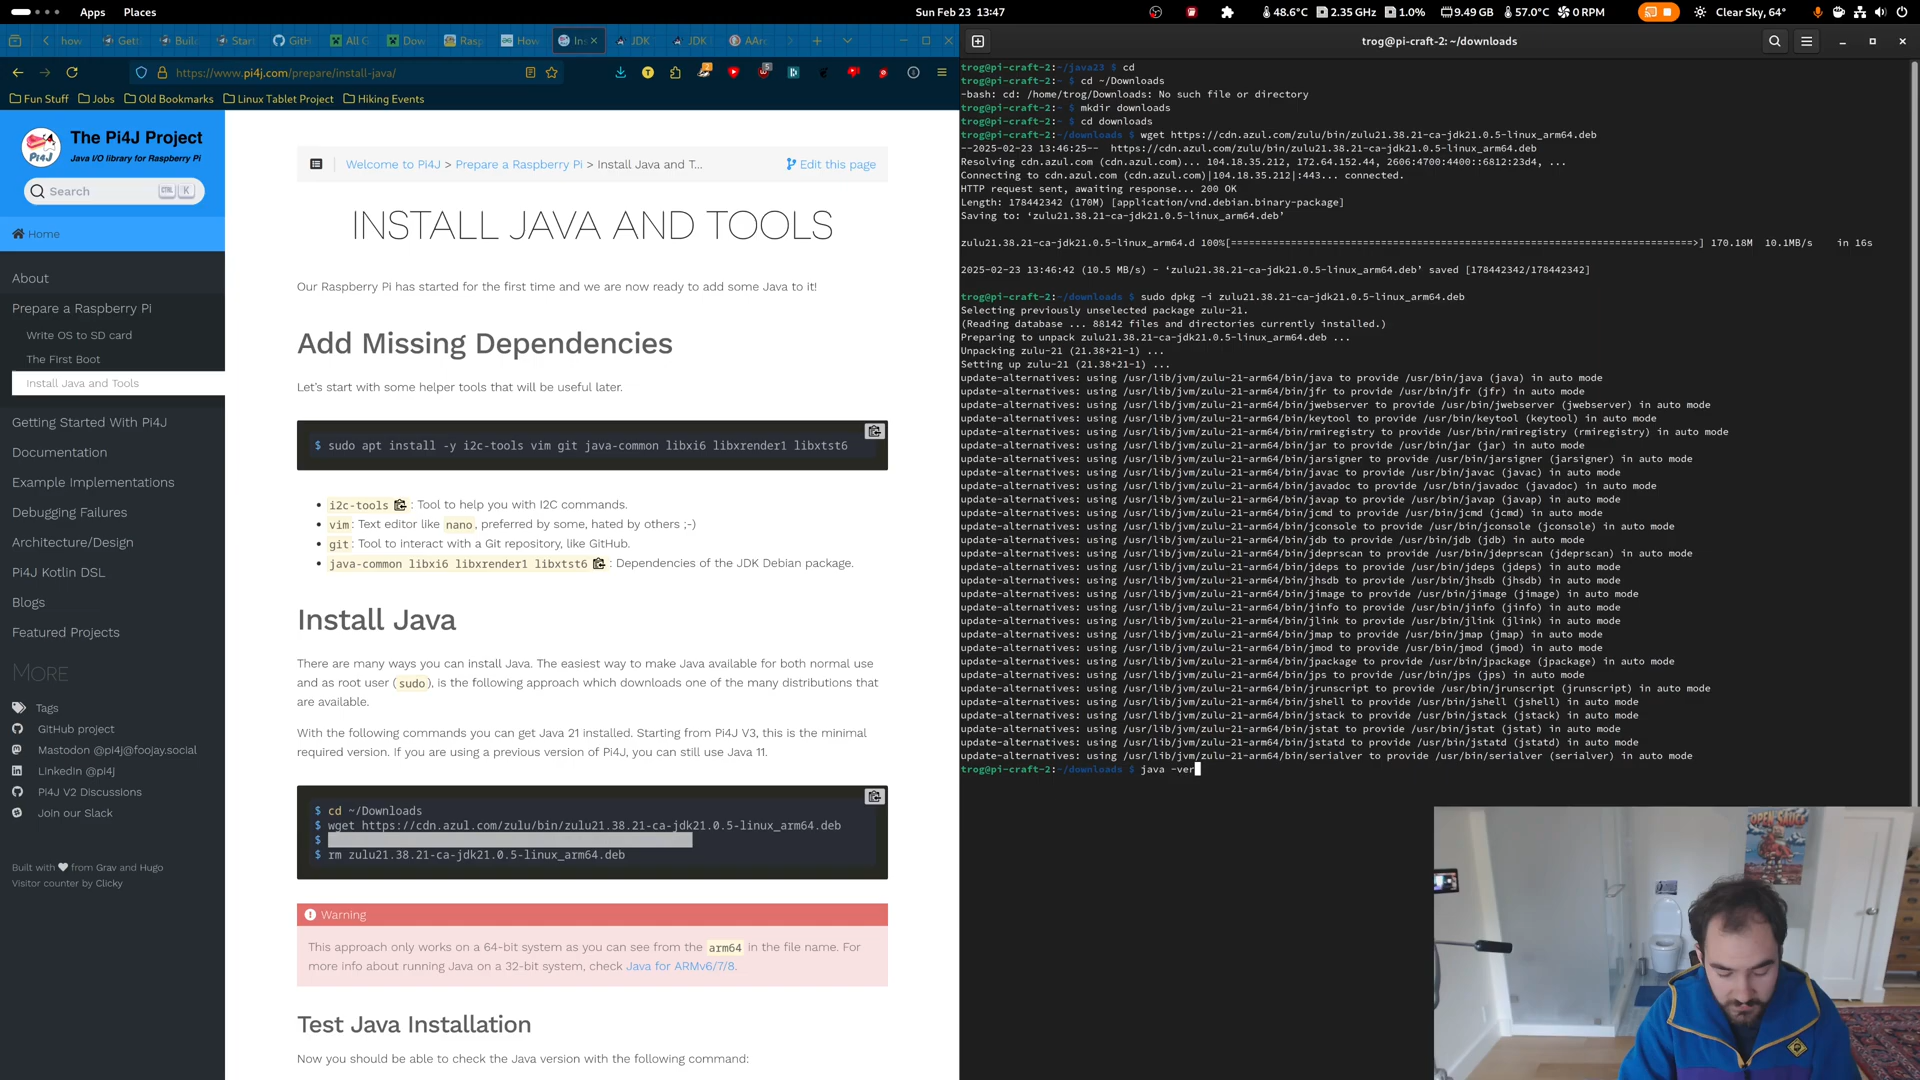 Apps Places
Sun Feb 23 13:47
48.6°C 2.35 GHz 1.0% 9.49 GB 57.0°C 0 RPM
Clear Sky, 64°
how
Gett
Buil
Start
GitH
All G
Dow
Rasp
How
Ins
JDK
JDK
AArc
https://www.pi4j.com/prepare/install-java/
Fun Stuff Jobs Old Bookmarks Linux Tablet Project Hiking Events
The Pi4J Project
Java I/O library for Raspberry Pi
Pi4J
Search CTRL K
Home
About
Prepare a Raspberry Pi
Write OS to SD card
The First Boot
Install Java and Tools
Getting Started With Pi4J
Documentation
Example Implementations
Debugging Failures
Architecture/Design
Pi4J Kotlin DSL
Blogs
Featured Projects
MORE
Tags
GitHub project
Mastodon @pi4j@foojay.social
LinkedIn @pi4j
Pi4J V2 Discussions
Join our Slack
Built with ♥ from Grav and Hugo
Visitor counter by Clicky
Welcome to Pi4J > Prepare a Raspberry Pi > Install Java and T...
Edit this page
INSTALL JAVA AND TOOLS
Our Raspberry Pi has started for the first time and we are now ready to add some Java to it!
Add Missing Dependencies
Let's start with some helper tools that will be useful later.
$ sudo apt install -y i2c-tools vim git java-common libxi6 libxrender1 libxtst6
• i2c-tools : Tool to help you with I2C commands.
• vim: Text editor like nano, preferred by some, hated by others ;-)
• git: Tool to interact with a Git repository, like GitHub.
• java-common libxi6 libxrender1 libxtst6 : Dependencies of the JDK Debian package.
Install Java
There are many ways you can install Java. The easiest way to make Java available for both normal use
and as root user (sudo), is the following approach which downloads one of the many distributions that
are available.
With the following commands you can get Java 21 installed. Starting from Pi4J V3, this is the minimal
required version. If you are using a previous version of Pi4J, you can still use Java 11.
$ cd ~/Downloads
$ wget https://cdn.azul.com/zulu/bin/zulu21.38.21-ca-jdk21.0.5-linux_arm64.deb
$
$ rm zulu21.38.21-ca-jdk21.0.5-linux_arm64.deb
Warning
This approach only works on a 64-bit system as you can see from the arm64 in the file name. For
more info about running Java on a 32-bit system, check Java for ARMv6/7/8.
Test Java Installation
Now you should be able to check the Java version with the following command:
trog@pi-craft-2: ~/downloads
trog@pi-craft-2:~/java23 $ cd
trog@pi-craft-2:~ $ cd ~/Downloads
-bash: cd: /home/trog/Downloads: No such file or directory
trog@pi-craft-2:~ $ mkdir downloads
trog@pi-craft-2:~ $ cd downloads
trog@pi-craft-2:~/downloads $ wget https://cdn.azul.com/zulu/bin/zulu21.38.21-ca-jdk21.0.5-linux_arm64.deb
--2025-02-23 13:46:25-- https://cdn.azul.com/zulu/bin/zulu21.38.21-ca-jdk21.0.5-linux_arm64.deb
Resolving cdn.azul.com (cdn.azul.com)... 104.18.35.212, 172.64.152.44, 2606:4700:4400::6812:23d4, ...
Connecting to cdn.azul.com (cdn.azul.com)|104.18.35.212|:443... connected.
HTTP request sent, awaiting response... 200 OK
Length: 178442342 (170M) [application/vnd.debian.binary-package]
Saving to: ‘zulu21.38.21-ca-jdk21.0.5-linux_arm64.deb’
zulu21.38.21-ca-jdk21.0.5-linux_arm64.d 100%[============================================================================>] 170.18M 10.1MB/s in 16s
2025-02-23 13:46:42 (10.5 MB/s) - ‘zulu21.38.21-ca-jdk21.0.5-linux_arm64.deb’ saved [178442342/178442342]
trog@pi-craft-2:~/downloads $ sudo dpkg -i zulu21.38.21-ca-jdk21.0.5-linux_arm64.deb
Selecting previously unselected package zulu-21.
(Reading database ... 88142 files and directories currently installed.)
Preparing to unpack zulu21.38.21-ca-jdk21.0.5-linux_arm64.deb ...
Unpacking zulu-21 (21.38+21-1) ...
Setting up zulu-21 (21.38+21-1) ...
update-alternatives: using /usr/lib/jvm/zulu-21-arm64/bin/java to provide /usr/bin/java (java) in auto mode
update-alternatives: using /usr/lib/jvm/zulu-21-arm64/bin/jfr to provide /usr/bin/jfr (jfr) in auto mode
update-alternatives: using /usr/lib/jvm/zulu-21-arm64/bin/jwebserver to provide /usr/bin/jwebserver (jwebserver) in auto mode
update-alternatives: using /usr/lib/jvm/zulu-21-arm64/bin/keytool to provide /usr/bin/keytool (keytool) in auto mode
update-alternatives: using /usr/lib/jvm/zulu-21-arm64/bin/rmiregistry to provide /usr/bin/rmiregistry (rmiregistry) in auto mode
update-alternatives: using /usr/lib/jvm/zulu-21-arm64/bin/jar to provide /usr/bin/jar (jar) in auto mode
update-alternatives: using /usr/lib/jvm/zulu-21-arm64/bin/jarsigner to provide /usr/bin/jarsigner (jarsigner) in auto mode
update-alternatives: using /usr/lib/jvm/zulu-21-arm64/bin/javac to provide /usr/bin/javac (javac) in auto mode
update-alternatives: using /usr/lib/jvm/zulu-21-arm64/bin/javadoc to provide /usr/bin/javadoc (javadoc) in auto mode
update-alternatives: using /usr/lib/jvm/zulu-21-arm64/bin/javap to provide /usr/bin/javap (javap) in auto mode
update-alternatives: using /usr/lib/jvm/zulu-21-arm64/bin/jcmd to provide /usr/bin/jcmd (jcmd) in auto mode
update-alternatives: using /usr/lib/jvm/zulu-21-arm64/bin/jconsole to provide /usr/bin/jconsole (jconsole) in auto mode
update-alternatives: using /usr/lib/jvm/zulu-21-arm64/bin/jdb to provide /usr/bin/jdb (jdb) in auto mode
update-alternatives: using /usr/lib/jvm/zulu-21-arm64/bin/jdeprscan to provide /usr/bin/jdeprscan (jdeprscan) in auto mode
update-alternatives: using /usr/lib/jvm/zulu-21-arm64/bin/jdeps to provide /usr/bin/jdeps (jdeps) in auto mode
update-alternatives: using /usr/lib/jvm/zulu-21-arm64/bin/jhsdb to provide /usr/bin/jhsdb (jhsdb) in auto mode
update-alternatives: using /usr/lib/jvm/zulu-21-arm64/bin/jimage to provide /usr/bin/jimage (jimage) in auto mode
update-alternatives: using /usr/lib/jvm/zulu-21-arm64/bin/jinfo to provide /usr/bin/jinfo (jinfo) in auto mode
update-alternatives: using /usr/lib/jvm/zulu-21-arm64/bin/jlink to provide /usr/bin/jlink (jlink) in auto mode
update-alternatives: using /usr/lib/jvm/zulu-21-arm64/bin/jmap to provide /usr/bin/jmap (jmap) in auto mode
update-alternatives: using /usr/lib/jvm/zulu-21-arm64/bin/jmod to provide /usr/bin/jmod (jmod) in auto mode
update-alternatives: using /usr/lib/jvm/zulu-21-arm64/bin/jpackage to provide /usr/bin/jpackage (jpackage) in auto mode
update-alternatives: using /usr/lib/jvm/zulu-21-arm64/bin/jps to provide /usr/bin/jps (jps) in auto mode
update-alternatives: using /usr/lib/jvm/zulu-21-arm64/bin/jrunscript to provide /usr/bin/jrunscript (jrunscript) in auto mode
update-alternatives: using /usr/lib/jvm/zulu-21-arm64/bin/jshell to provide /usr/bin/jshell (jshell) in auto mode
update-alternatives: using /usr/lib/jvm/zulu-21-arm64/bin/jstack to provide /usr/bin/jstack (jstack) in auto mode
update-alternatives: using /usr/lib/jvm/zulu-21-arm64/bin/jstat to provide /usr/bin/jstat (jstat) in auto mode
update-alternatives: using /usr/lib/jvm/zulu-21-arm64/bin/jstatd to provide /usr/bin/jstatd (jstatd) in auto mode
update-alternatives: using /usr/lib/jvm/zulu-21-arm64/bin/serialver to provide /usr/bin/serialver (serialver) in auto mode
trog@pi-craft-2:~/downloads $ java -ver
OPEN SAUCE